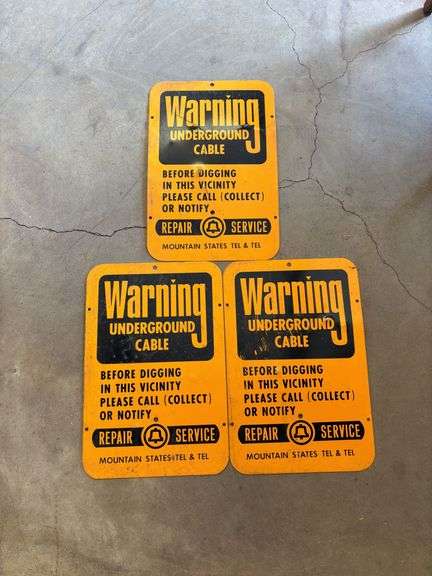 Warning
UNDERGROUND
CABLE
BEFORE DIGGING
IN THIS VICINITY
PLEASE CALL (COLLECT)
OR NOTIFY
REPAIR SERVICE
MOUNTAIN STATES TEL & TEL
Warning
UNDERGROUND
CABLE
BEFORE DIGGING
IN THIS VICINITY
PLEASE CALL (COLLECT)
OR NOTIFY
REPAIR SERVICE
MOUNTAIN STATES TEL & TEL
Warning
UNDERGROUND
CABLE
BEFORE DIGGING
IN THIS VICINITY
PLEASE CALL (COLLECT)
OR NOTIFY
REPAIR SERVICE
MOUNTAIN STATES TEL & TEL